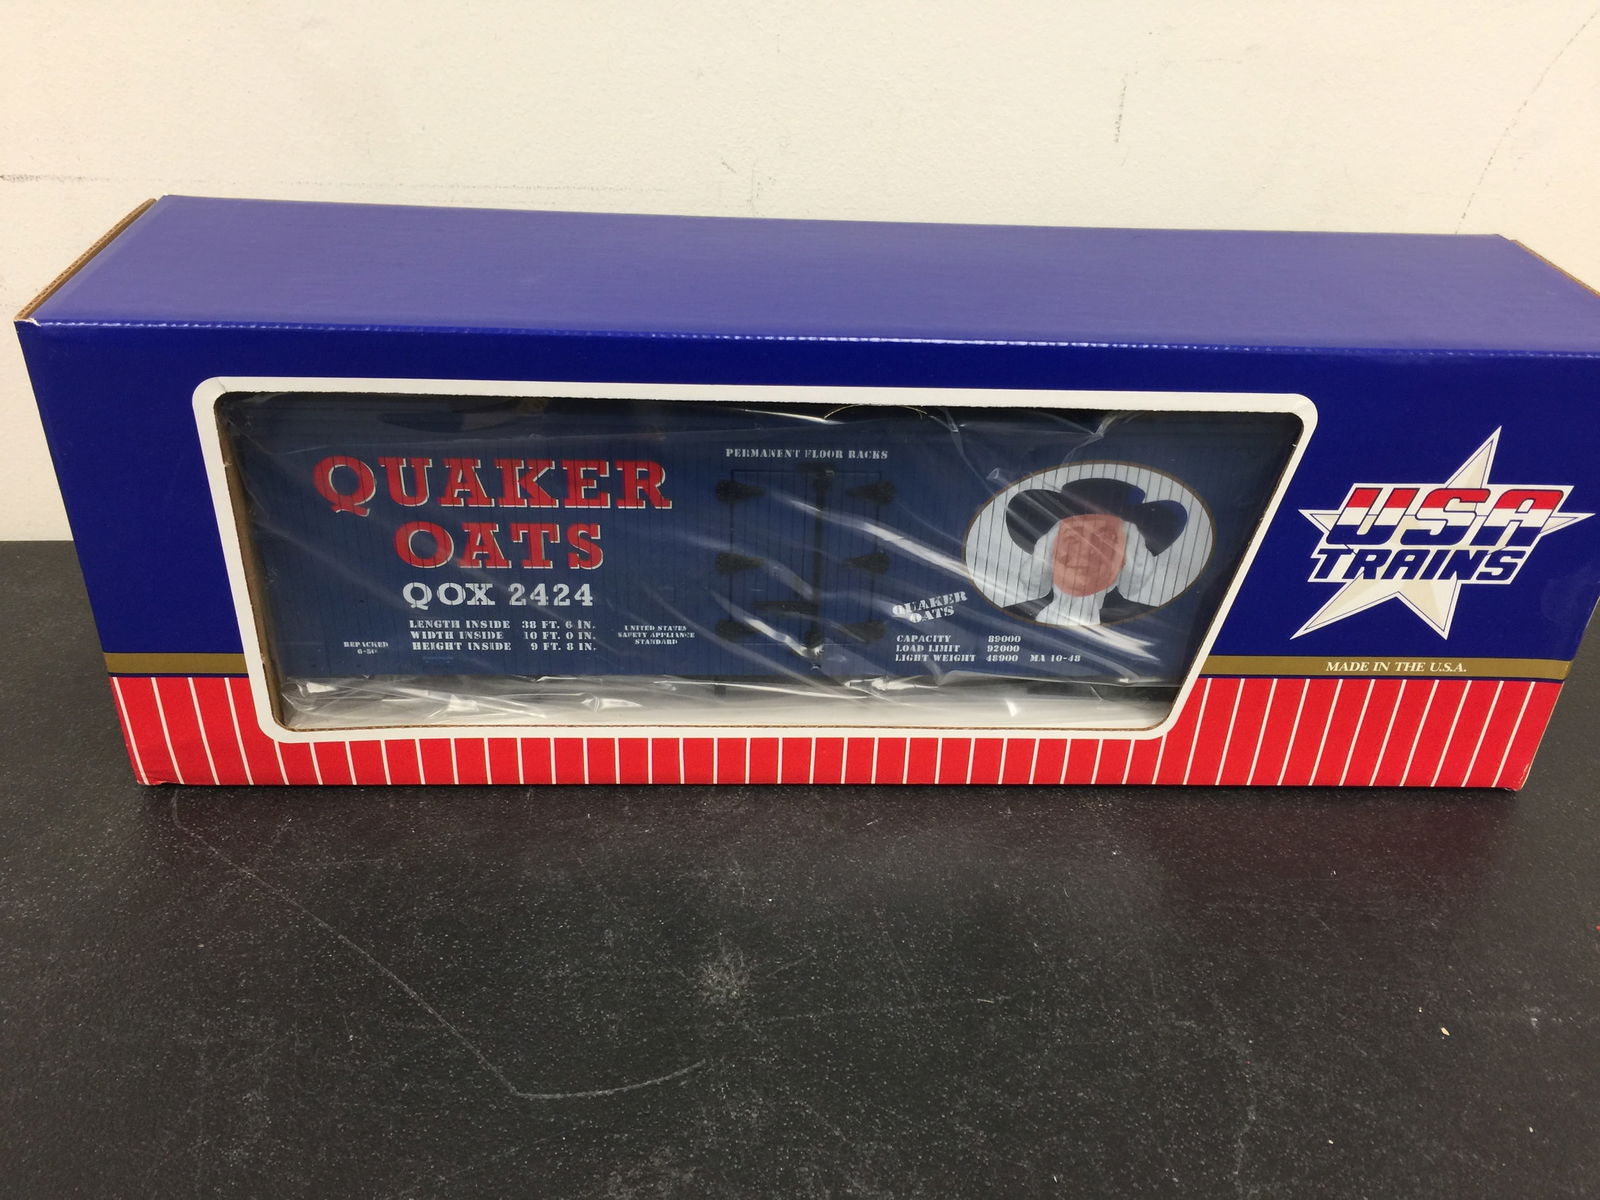 QUAKER
OATS
QOX 2424
LENGTH INSIDE 38 FT. 6 IN.
WIDTH INSIDE 10 FT. 0 IN.
HEIGHT INSIDE 9 FT. 8 IN.
REPACKED
UNITED STATES
SAFETY APPLIANCE
STANDARD
PERMANENT FLOOR RACKS
QUAKER
OATS
CAPACITY 89000
LOAD LIMIT 92000
LIGHT WEIGHT 48900 MA 10-48
USA
TRAINS
MADE IN THE U.S.A.